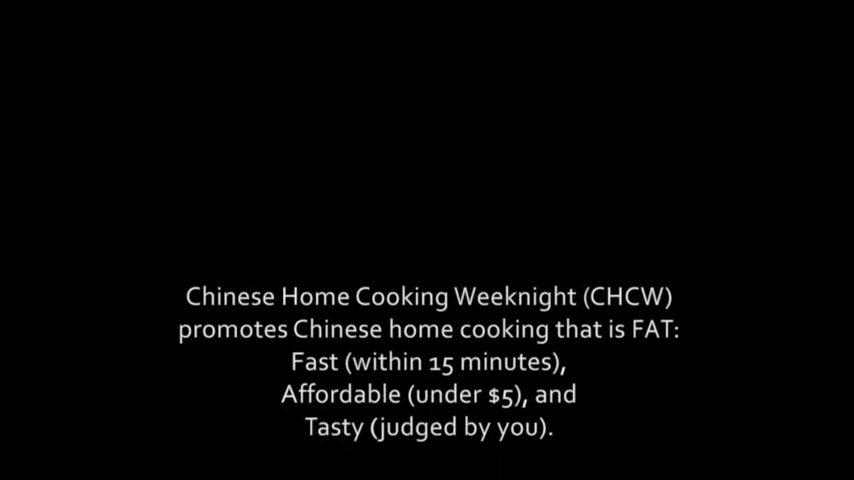 Chinese Home Cooking Weeknight (CHCW)
promotes Chinese home cooking that is FAT:
Fast (within 15 minutes),
Affordable (under $5), and
Tasty (judged by you).